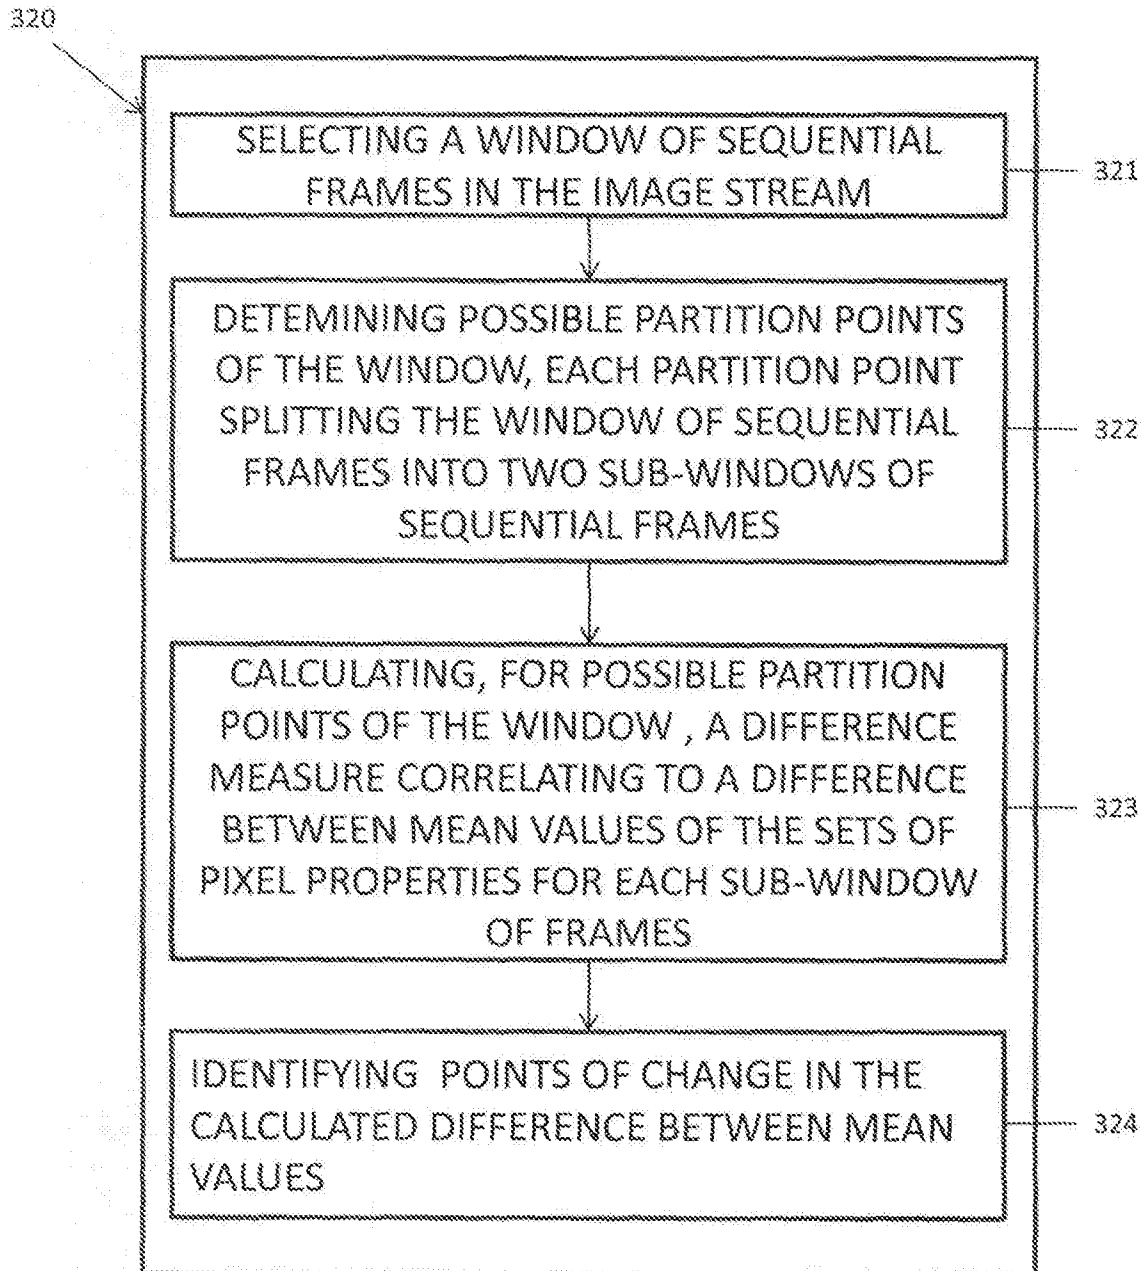 320
SELECTING A WINDOW OF SEQUENTIAL
FRAMES IN THE IMAGE STREAM
321
DETEMINING POSSIBLE PARTITION POINTS
OF THE WINDOW, EACH PARTITION POINT
SPLITTING THE WINDOW OF SEQUENTIAL
FRAMES INTO TWO SUB-WINDOWS OF
SEQUENTIAL FRAMES
322
CALCULATING, FOR POSSIBLE PARTITION
POINTS OF THE WINDOW , A DIFFERENCE
MEASURE CORRELATING TO A DIFFERENCE
BETWEEN MEAN VALUES OF THE SETS OF
PIXEL PROPERTIES FOR EACH SUB-WINDOW
OF FRAMES
323
IDENTIFYING POINTS OF CHANGE IN THE
CALCULATED DIFFERENCE BETWEEN MEAN
VALUES
324